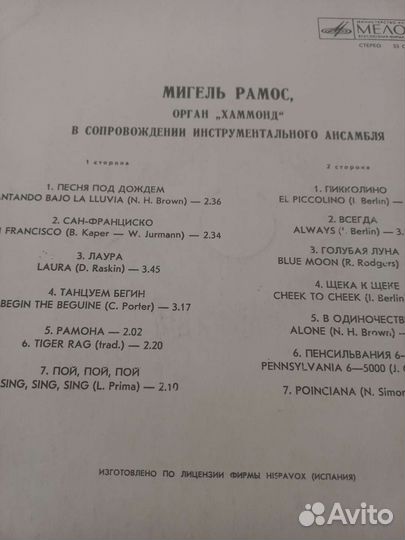 МЕЛО
СТЕРЕО 33
МИГЕЛЬ РАМОС,
ОРГАН „ХАММОНД"
В СОПРОВОЖДЕНИИ ИНСТРУМЕНТАЛЬНОГО АНСАМБЛЯ
1 сторона
1. ПЕСНЯ ПОД ДОЖДЕМ
NTANDO BAJO LA LLUVIA (N. H. Brown) — 2.36
2. САН-ФРАНЦИСКО
FRANCISCO (B. Kaper — W. Jurmann) — 2.34
3. ЛАУРА
LAURA (D. Raskin) — 3.45
4. ТАНЦУЕМ БЕГИН
BEGIN THE BEGUINE (C. Porter) — 3.17
5. РАМОНА — 2.02
6. TIGER RAG (trad.) — 2.20
7. ПОЙ, ПОЙ, ПОЙ
SING, SING, SING (L. Prima) — 2.10
2 сторона
1. ПИККОЛИНО
EL PICCOLINO (I. Berlin)
2. ВСЕГДА
ALWAYS (I. Berlin) — 3.
3. ГОЛУБАЯ ЛУНА
BLUE MOON (R. Rodgers)
4. ЩЕКА К ЩЕКЕ
CHEEK TO CHEEK (I. Berlin
5. В ОДИНОЧЕСТВ
ALONE (N. H. Brown) —
6. ПЕНСИЛЬВАНИЯ 6—
PENNSYLVANIA 6—5000 (J.
7. POINCIANA (N. Simon
ИЗГОТОВЛЕНО ПО ЛИЦЕНЗИИ ФИРМЫ HISPAVOX (ИСПАНИЯ)
Avito